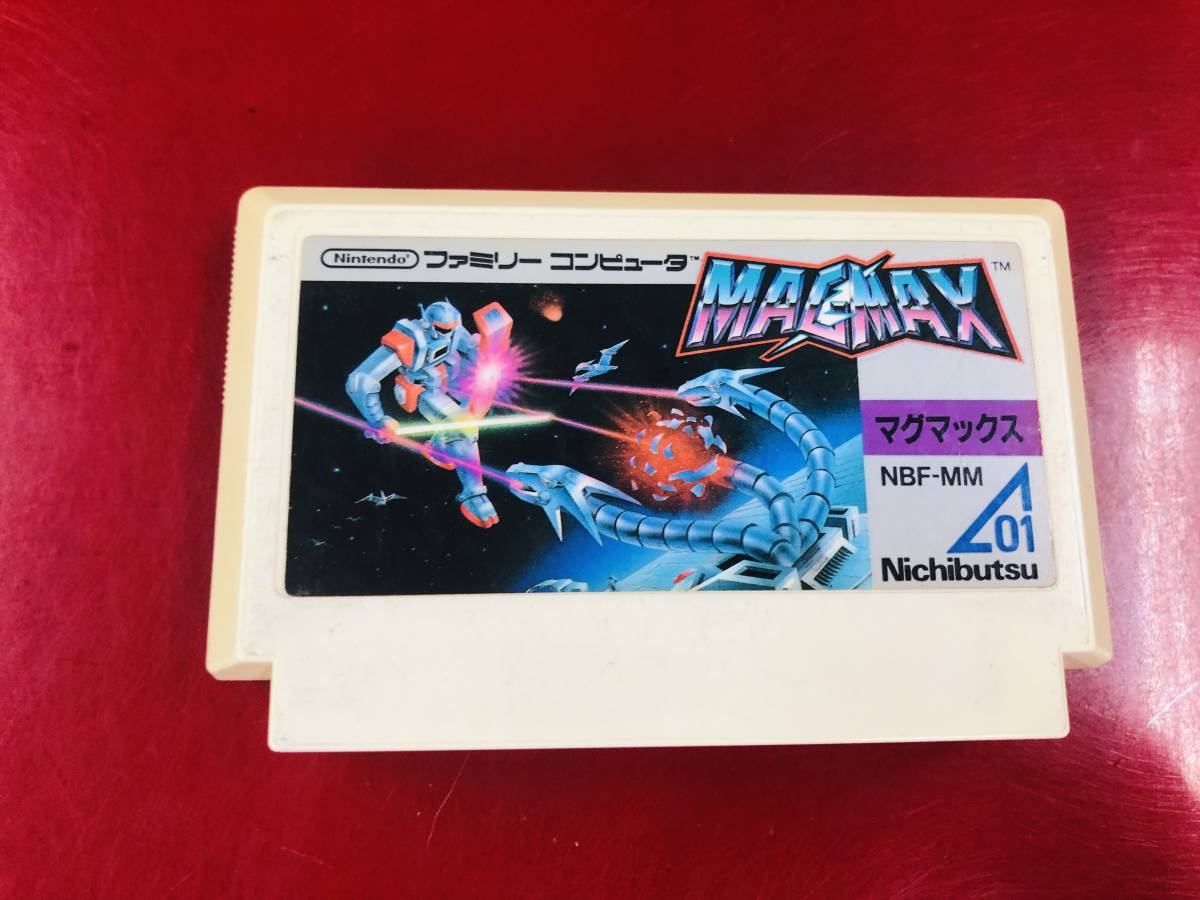 Nintendo® ファミリー コンピュータ™
MAGMAX™
マグマックス
NBF-MM
01
Nichibutsu